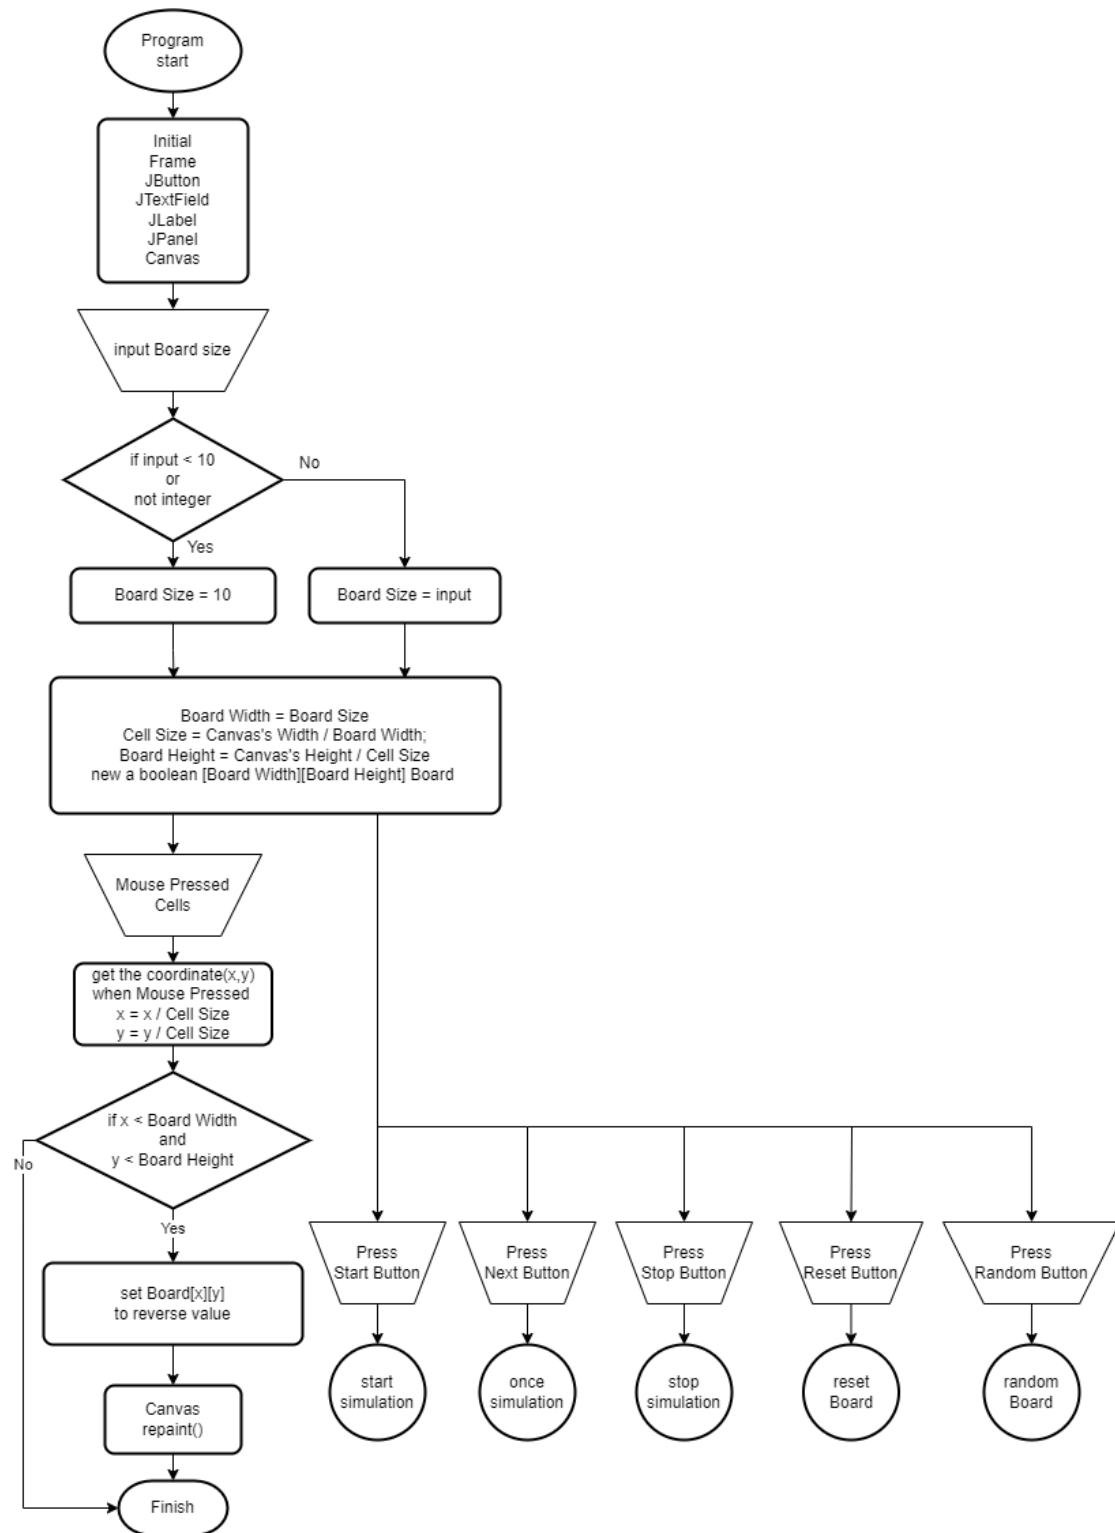 Program
start
Initial
Frame
JButton
JTextField
JLabel
JPanel
Canvas
input Board size
if input < 10
or
not integer
No
Yes
Board Size = 10
Board Size = input
Board Width = Board Size
Cell Size = Canvas's Width / Board Width;
Board Height = Canvas's Height / Cell Size
new a boolean [Board Width][Board Height] Board
Mouse Pressed
Cells
get the coordinate(x,y)
when Mouse Pressed
x = x / Cell Size
y = y / Cell Size
if x < Board Width
and
y < Board Height
No
Yes
set Board[x][y]
to reverse value
Canvas
repaint()
Finish
Press
Start Button
start
simulation
Press
Next Button
once
simulation
Press
Stop Button
stop
simulation
Press
Reset Button
reset
Board
Press
Random Button
random
Board